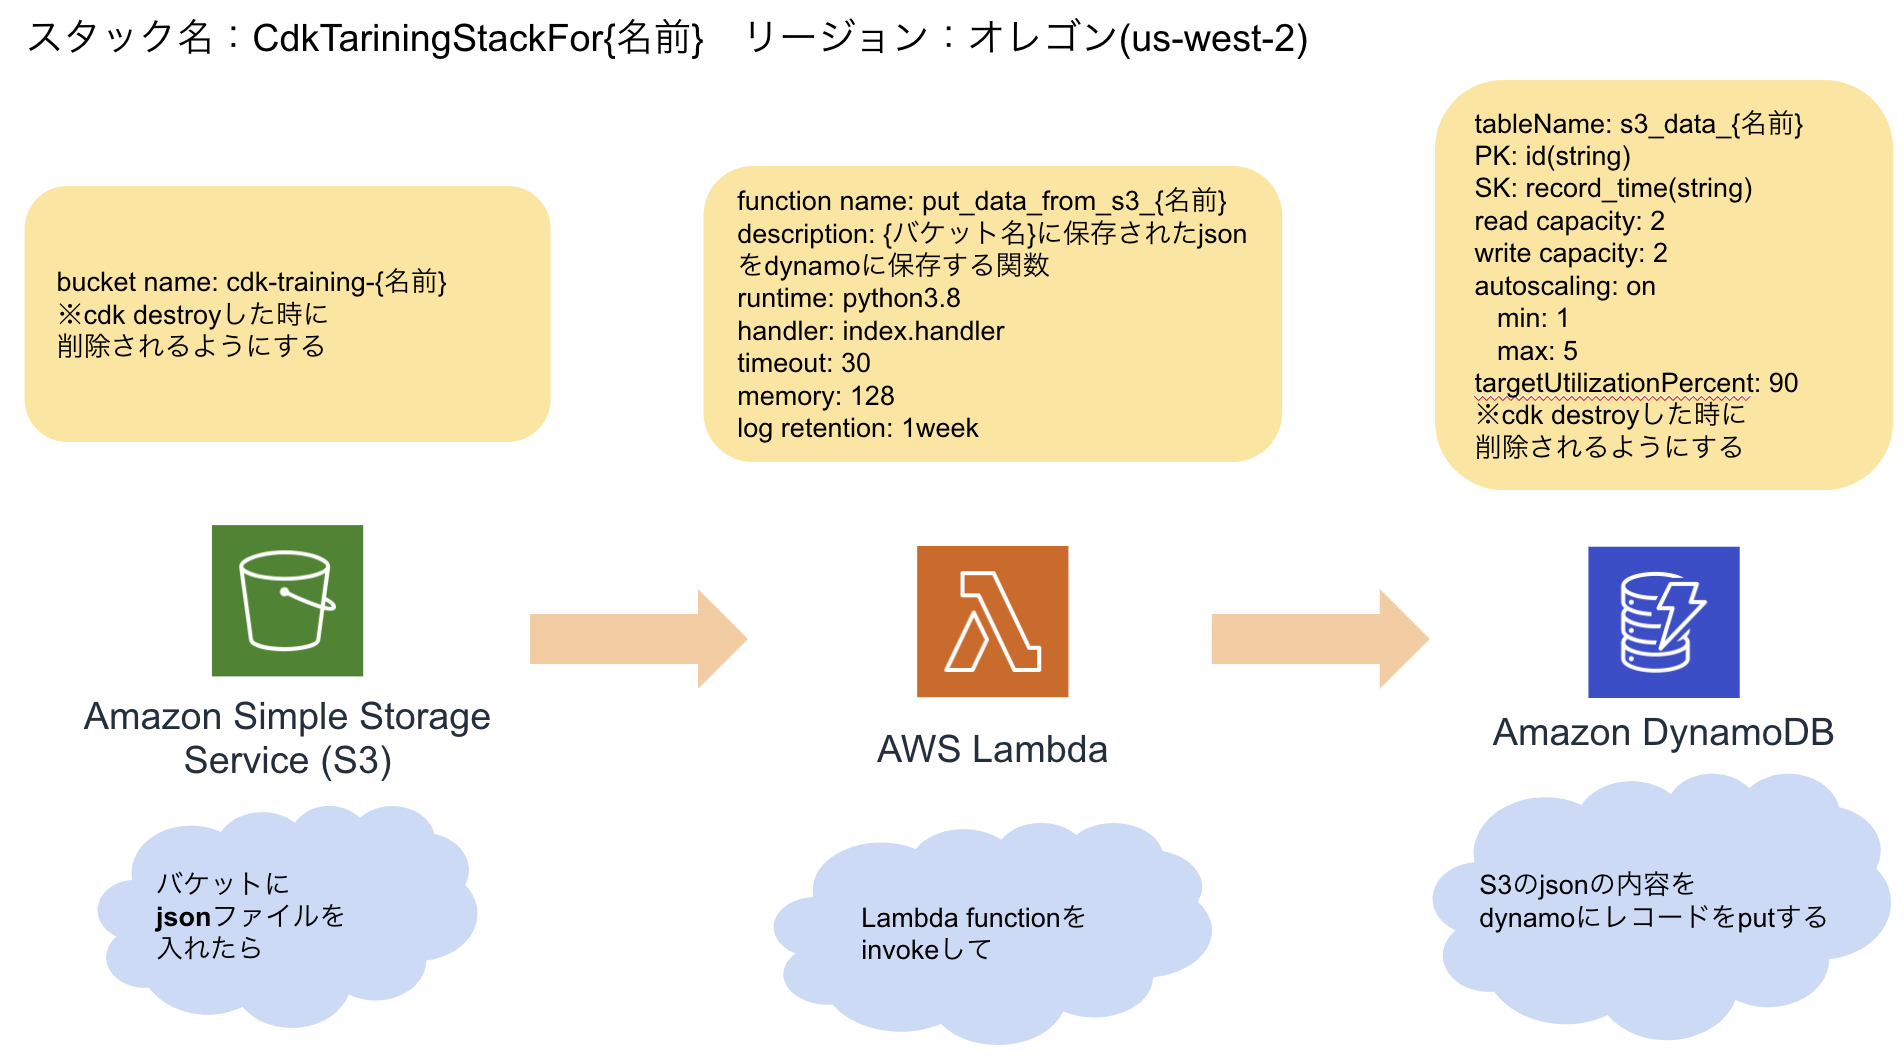 スタック名：CdkTariningStackFor{名前}　リージョン：オレゴン(us-west-2)
bucket name: cdk-training-{名前}
※cdk destroyした時に
削除されるようにする
function name: put_data_from_s3_{名前}
description: {バケット名}に保存されたjson
をdynamoに保存する関数
runtime: python3.8
handler: index.handler
timeout: 30
memory: 128
log retention: 1week
tableName: s3_data_{名前}
PK: id(string)
SK: record_time(string)
read capacity: 2
write capacity: 2
autoscaling: on
min: 1
max: 5
targetUtilizationPercent: 90
※cdk destroyした時に
削除されるようにする
Amazon Simple Storage
Service (S3)
AWS Lambda
Amazon DynamoDB
バケットに
jsonファイルを
入れたら
Lambda functionを
invokeして
S3のjsonの内容を
dynamoにレコードをputする